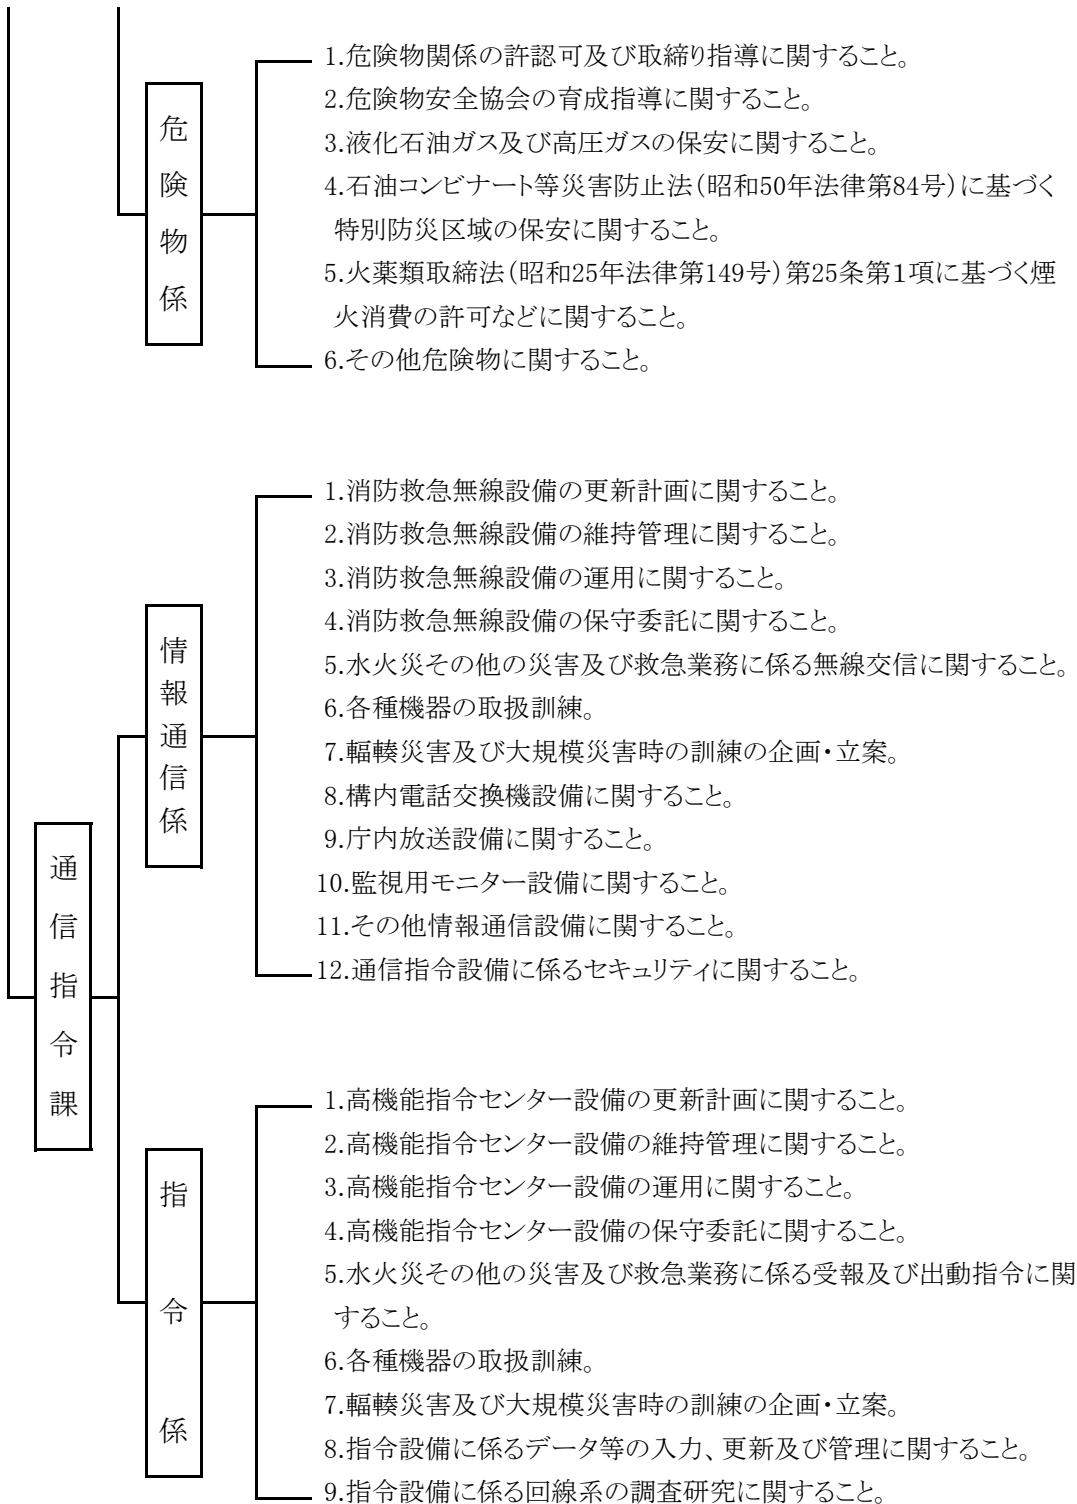 危険物係
1.危険物関係の許認可及び取締り指導に関すること。
2.危険物安全協会の育成指導に関すること。
3.液化石油ガス及び高圧ガスの保安に関すること。
4.石油コンビナート等災害防止法(昭和50年法律第84号)に基づく
特別防災区域の保安に関すること。
5.火薬類取締法(昭和25年法律第149号)第25条第1項に基づく煙
火消費の許可などに関すること。
6.その他危険物に関すること。
通信指令課
情報通信係
1.消防救急無線設備の更新計画に関すること。
2.消防救急無線設備の維持管理に関すること。
3.消防救急無線設備の運用に関すること。
4.消防救急無線設備の保守委託に関すること。
5.水火災その他の災害及び救急業務に係る無線交信に関すること。
6.各種機器の取扱訓練。
7.輻輳災害及び大規模災害時の訓練の企画・立案。
8.構内電話交換機設備に関すること。
9.庁内放送設備に関すること。
10.監視用モニター設備に関すること。
11.その他情報通信設備に関すること。
12.通信指令設備に係るセキュリティに関すること。
指令係
1.高機能指令センター設備の更新計画に関すること。
2.高機能指令センター設備の維持管理に関すること。
3.高機能指令センター設備の運用に関すること。
4.高機能指令センター設備の保守委託に関すること。
5.水火災その他の災害及び救急業務に係る受報及び出動指令に関
すること。
6.各種機器の取扱訓練。
7.輻輳災害及び大規模災害時の訓練の企画・立案。
8.指令設備に係るデータ等の入力、更新及び管理に関すること。
9.指令設備に係る回線系の調査研究に関すること。